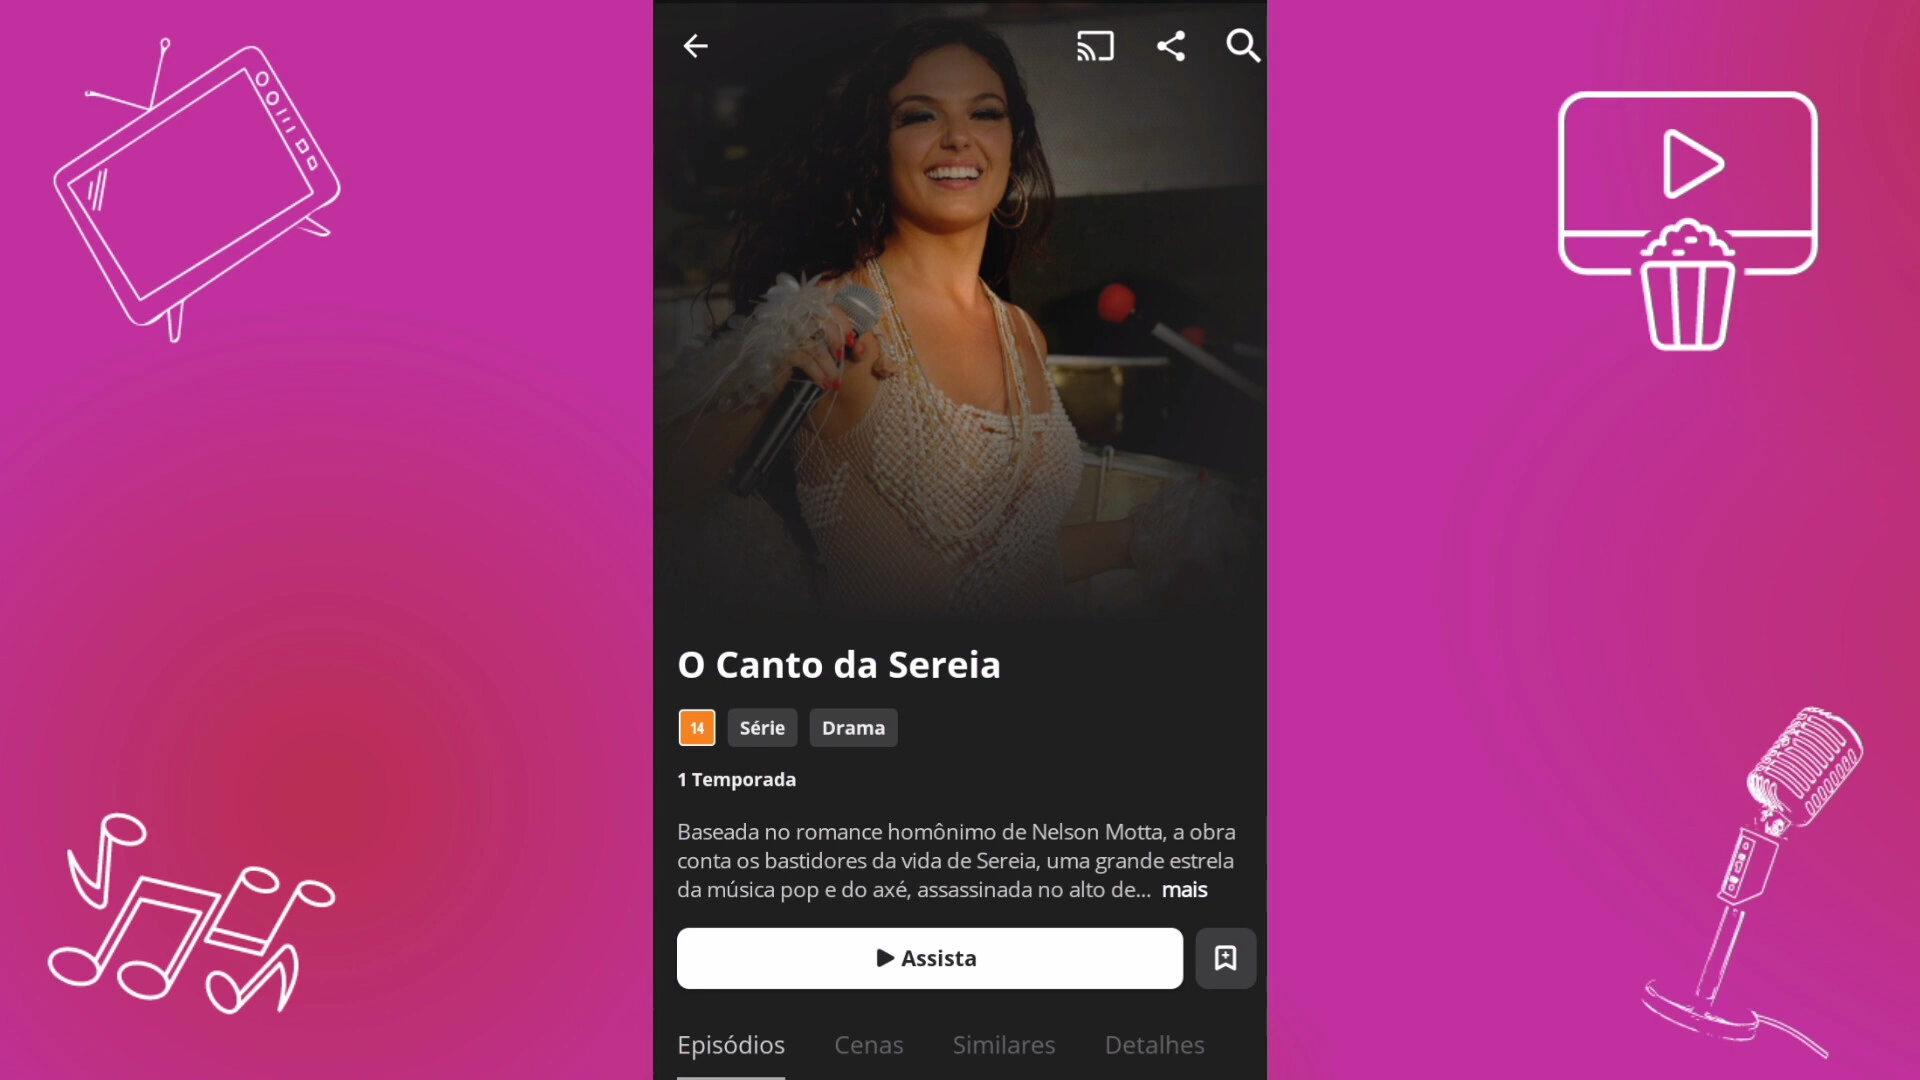 O Canto da Sereia
14 Série Drama
1 Temporada
Baseada no romance homônimo de Nelson Motta, a obra
conta os bastidores da vida de Sereia, uma grande estrela
da música pop e do axé, assassinada no alto de... mais
Assista
Episódios Cenas Similares Detalhes